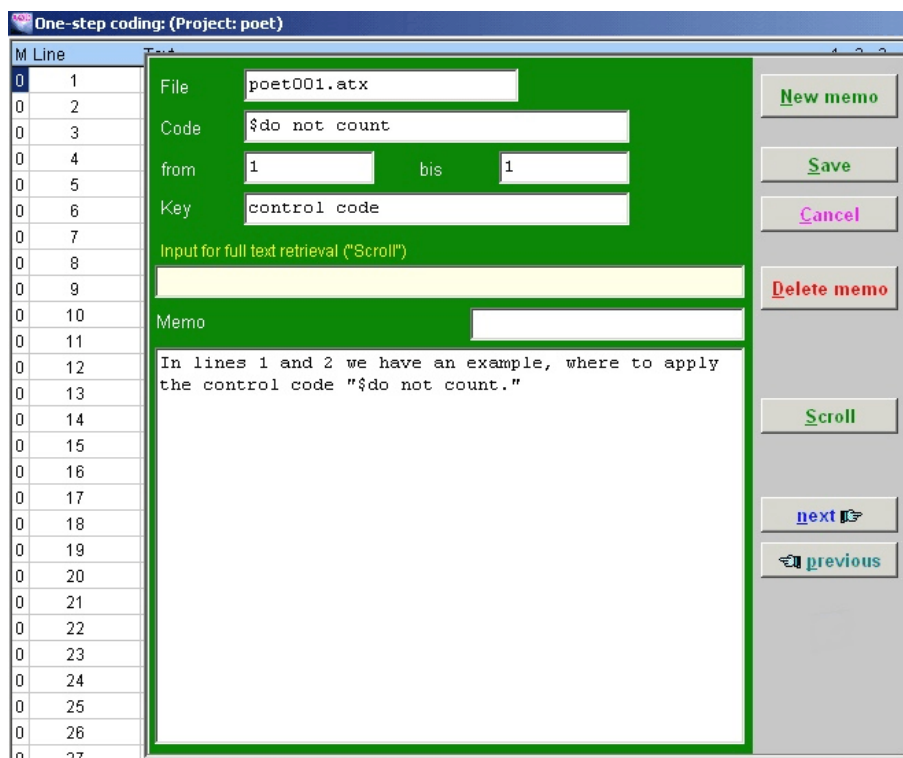 One-step coding: (Project: poet)
M Line
0 1
0 2
0 3
0 4
0 5
0 6
0 7
0 8
0 9
0 10
0 11
0 12
0 13
0 14
0 15
0 16
0 17
0 18
0 19
0 20
0 21
0 22
0 23
0 24
0 25
0 26
File poet001.atx
Code $do not count
from 1 bis 1
Key control code
Input for full text retrieval ("Scroll")
Memo
In lines 1 and 2 we have an example, where to apply
the control code "$do not count."
New memo
Save
Cancel
Delete memo
Scroll
next
previous